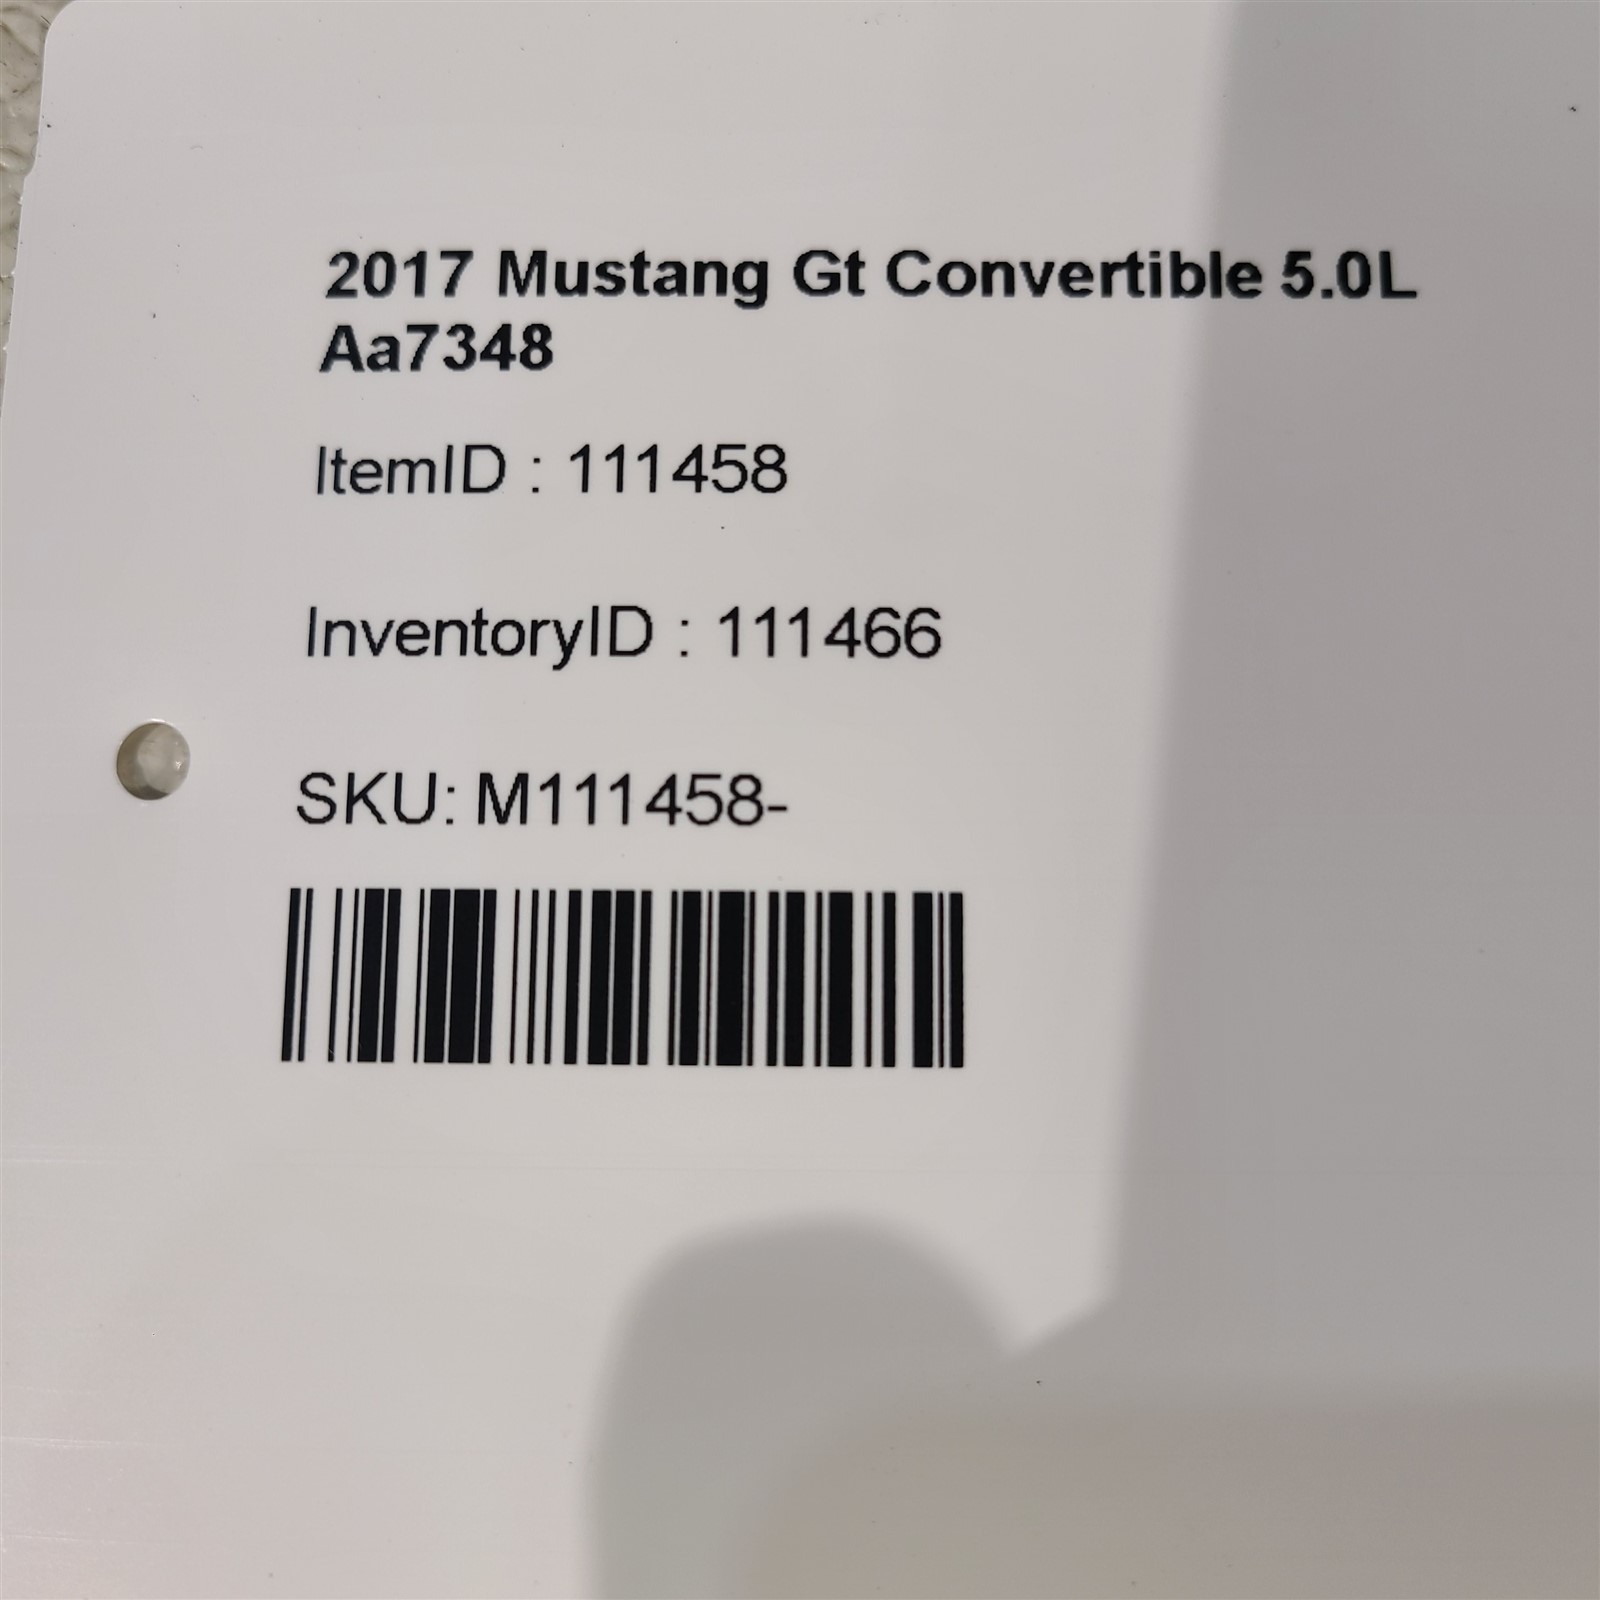 2017 Mustang Gt Convertible 5.0L
Aa7348
ItemID : 111458
InventoryID : 111466
SKU: M111458-